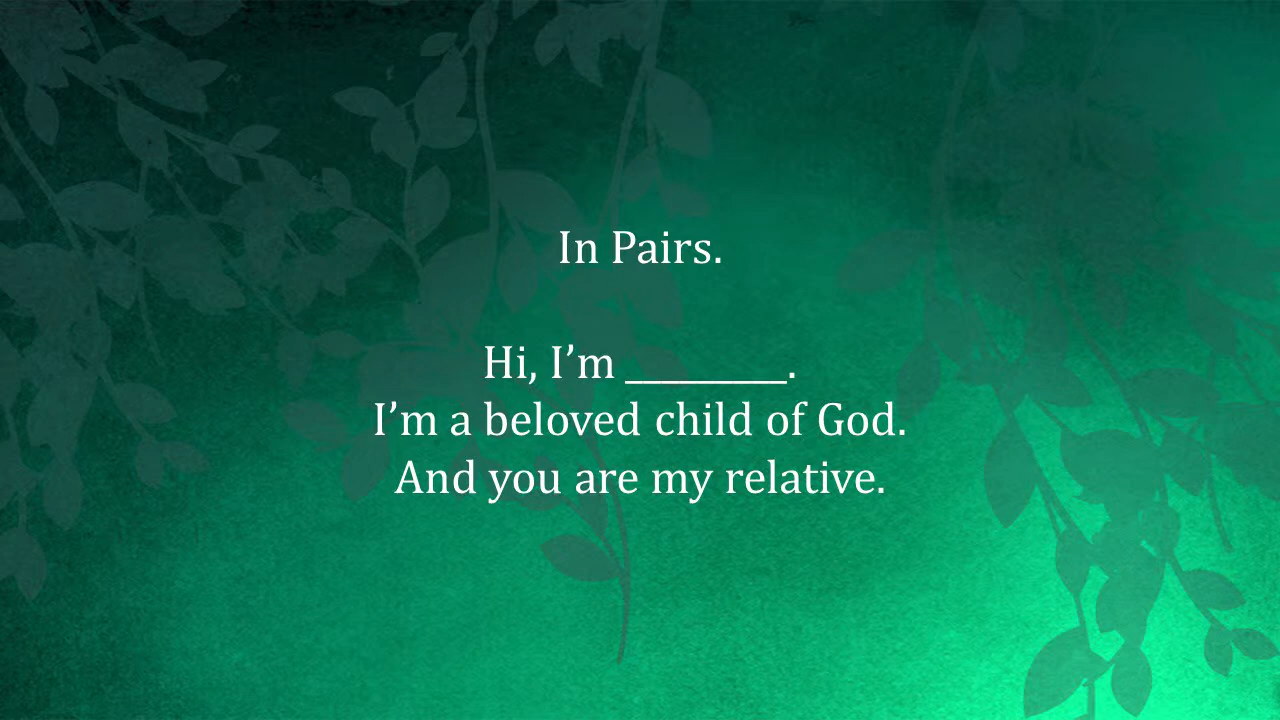 In Pairs.
Hi, I’m _________.
I’m a beloved child of God.
And you are my relative.